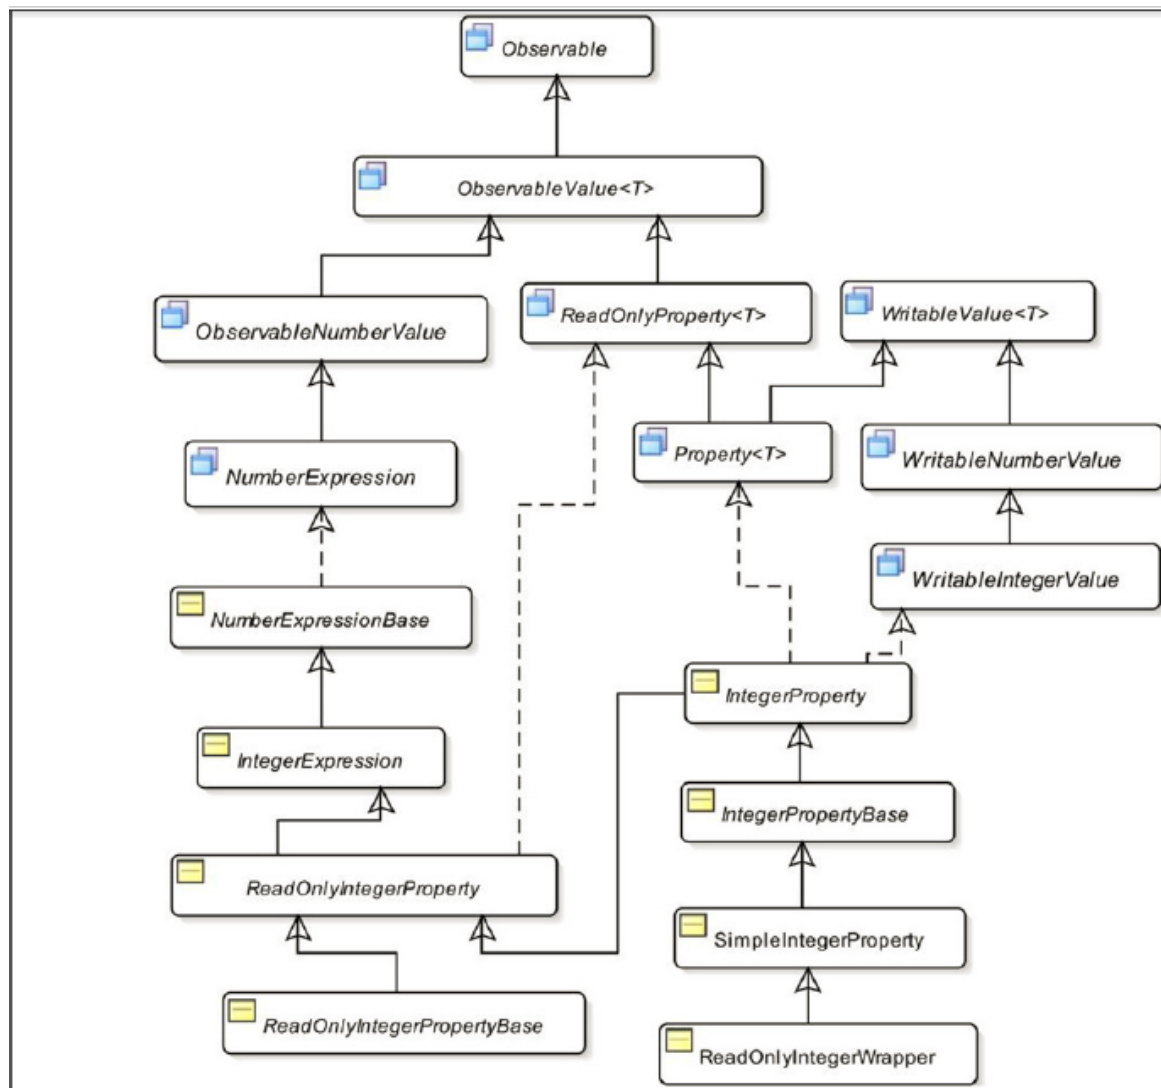 Observable
ObservableValue<T>
ObservableNumberValue
ReadOnlyProperty<T>
WritableValue<T>
NumberExpression
Property<T>
WritableNumberValue
WritableIntegerValue
NumberExpressionBase
IntegerProperty
IntegerExpression
IntegerPropertyBase
ReadOnlyIntegerProperty
SimpleIntegerProperty
ReadOnlyIntegerPropertyBase
ReadOnlyIntegerWrapper